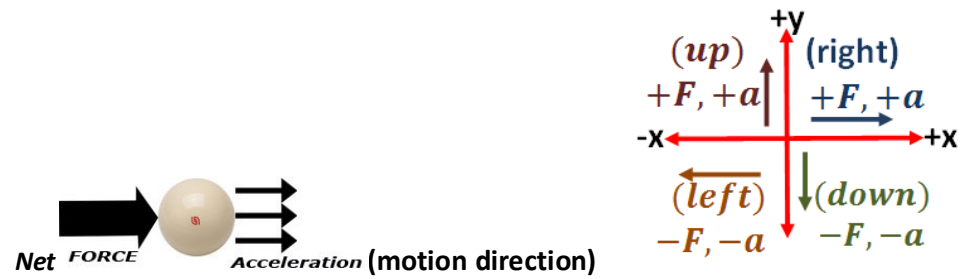 +y
(up) (right)
+F, +a +F, +a
-x +x
(left) (down)
-F, -a -F, -a
Net FORCE Acceleration (motion direction)